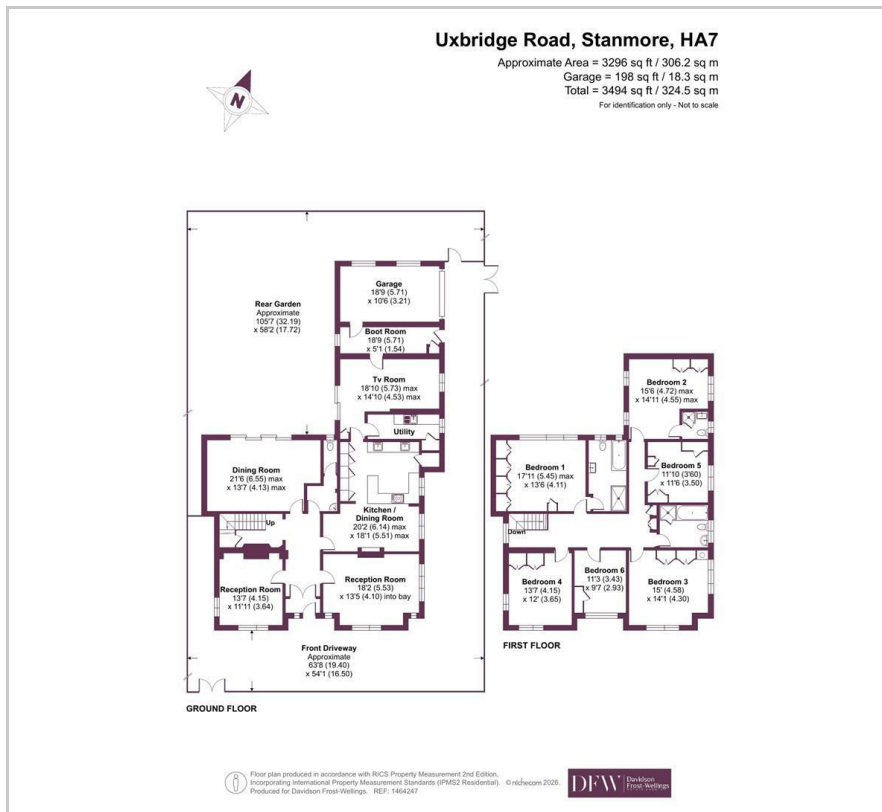 Uxbridge Road, Stanmore, HA7
Approximate Area = 3296 sq ft / 306.2 sq m
Garage = 198 sq ft / 18.3 sq m
Total = 3494 sq ft / 324.5 sq m
For identification only - Not to scale
N
Garage
18'9 (5.71)
x 10'6 (3.21)
Rear Garden
Approximate
105'7 (32.19)
x 58'2 (17.72)
Boot Room
18'9 (5.71)
x 5'1 (1.54)
Tv Room
18'10 (5.73) max
x 14'10 (4.53) max
Utility
Dining Room
21'6 (6.55) max
x 13'7 (4.13) max
Kitchen /
Dining Room
20'2 (6.14) max
x 18'1 (5.51) max
Up
Reception Room
13'7 (4.15)
x 11'11 (3.64)
Reception Room
18'2 (5.53)
x 13'5 (4.10) into bay
Front Driveway
Approximate
63'8 (19.40)
x 54'1 (16.50)
GROUND FLOOR
Bedroom 2
15'6 (4.72) max
x 14'11 (4.55) max
Bedroom 1
17'11 (5.45) max
x 13'6 (4.11)
Bedroom 5
11'10 (3'60)
x 11'6 (3.50)
Down
Bedroom 4
13'7 (4.15)
x 12' (3.65)
Bedroom 6
11'3 (3.43)
x 9'7 (2.93)
Bedroom 3
15' (4.58)
x 14'1 (4.30)
FIRST FLOOR
Floor plan produced in accordance with RICS Property Measurement 2nd Edition.
Incorporating International Property Measurement Standards (IPMS2 Residential). © nichecom 2026.
Produced for Davidson Frost-Wellings. REF: 1464247
DFW
Davidson
Frost-Wellings